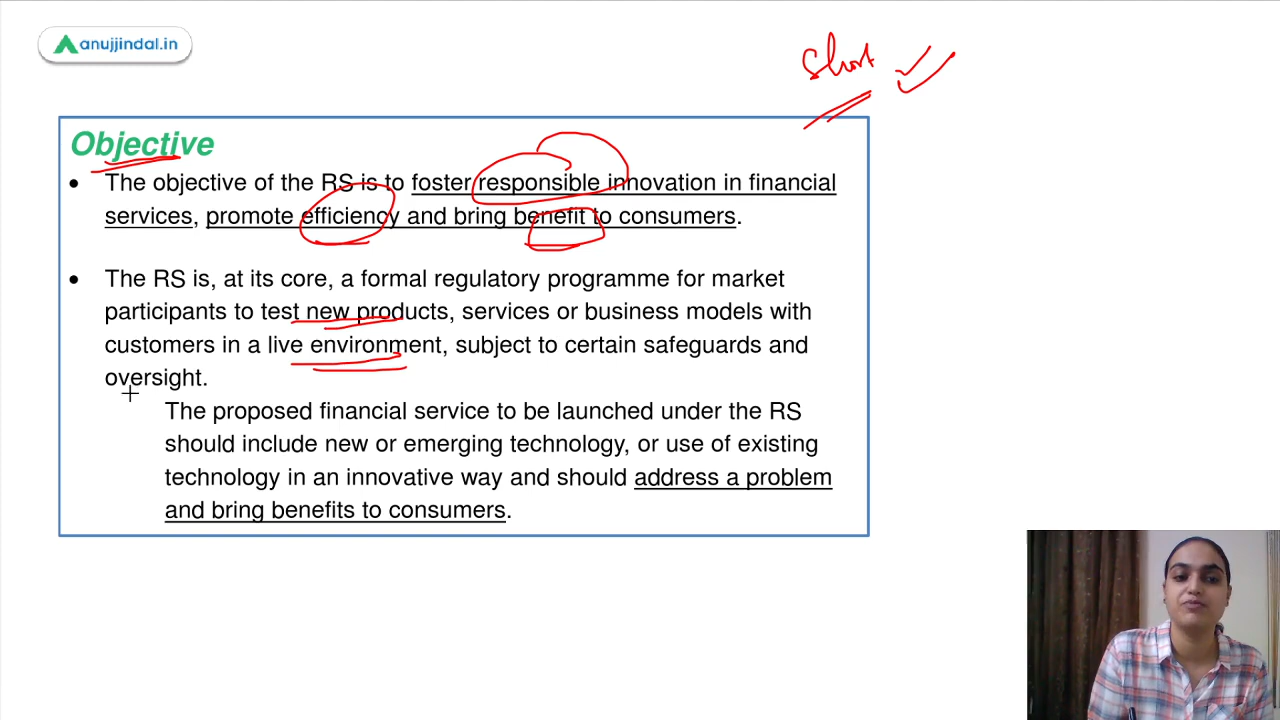 anujjindal.in
Short
Objective
• The objective of the RS is to foster responsible innovation in financial
services, promote efficiency and bring benefit to consumers.
• The RS is, at its core, a formal regulatory programme for market
participants to test new products, services or business models with
customers in a live environment, subject to certain safeguards and
oversight.
The proposed financial service to be launched under the RS
should include new or emerging technology, or use of existing
technology in an innovative way and should address a problem
and bring benefits to consumers.